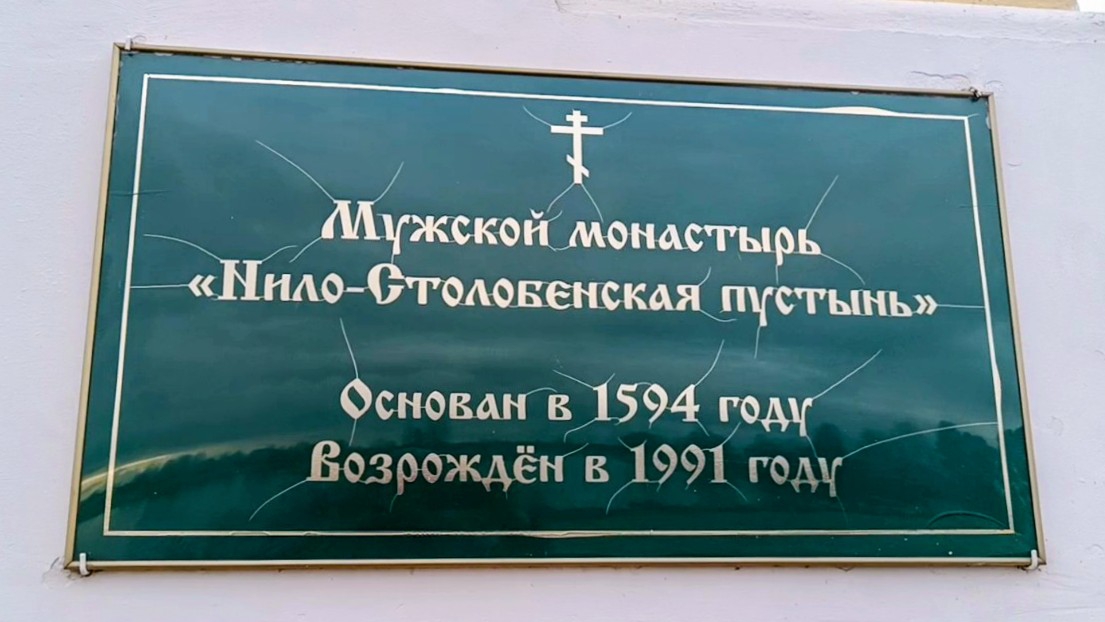 Мужской монастырь
«Нило-Столобенская пустынь»
Основан в 1594 году
Возрождён в 1991 году